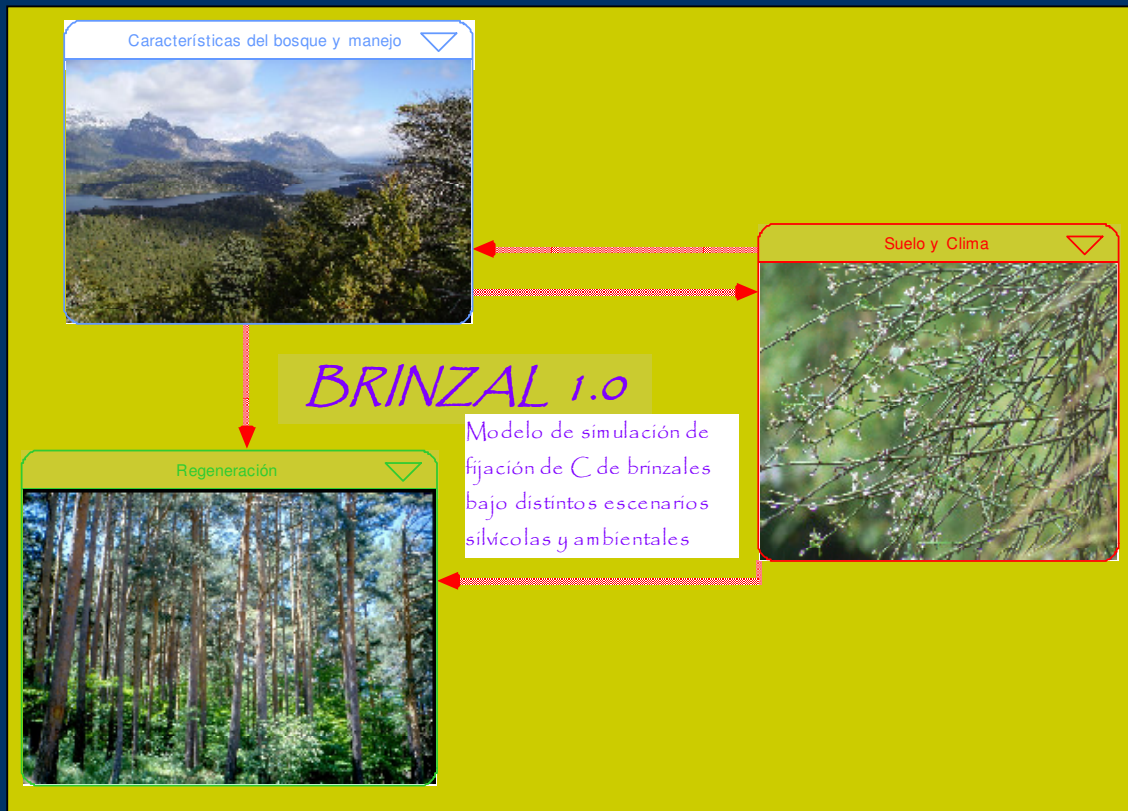 Características del bosque y manejo
Suelo y Clima
BRINZAL 1.0
Modelo de simulación de
fijación de C de brinzales
bajo distintos escenarios
silvícolas y ambientales
Regeneración